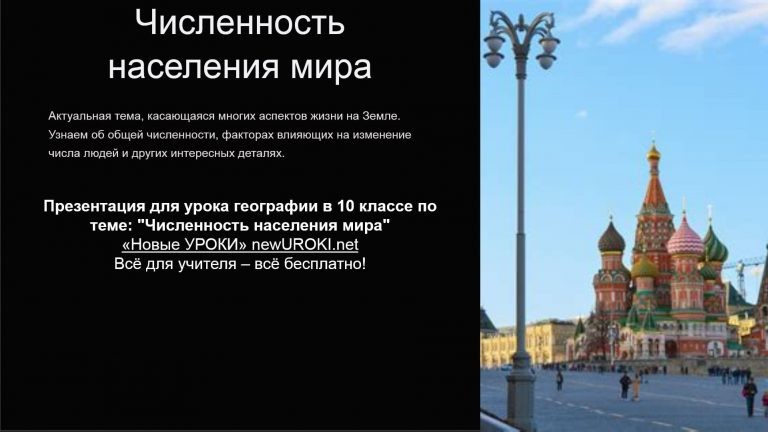 Численность
населения мира
Актуальная тема, касающаяся многих аспектов жизни на Земле.
Узнаем об общей численности, факторах влияющих на изменение
числа людей и других интересных деталях.
Презентация для урока географии в 10 классе по
теме: "Численность населения мира"
«Новые УРОКИ» newUROKI.net
Всё для учителя – всё бесплатно!